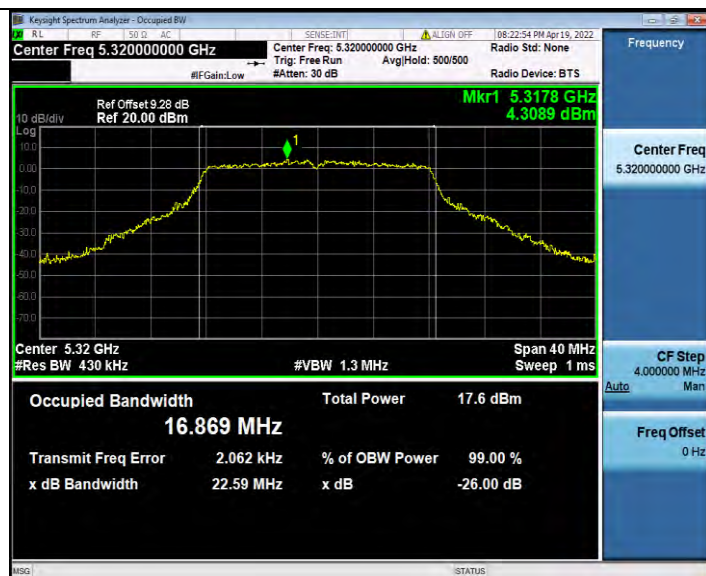 Keysight Spectrum Analyzer - Occupied BW
RL RF 50 Ω AC SENSE:INT ALIGN OFF 08:22:54 PM Apr 19, 2022
Center Freq 5.320000000 GHz
Center Freq: 5.320000000 GHz Radio Std: None
Trig: Free Run Avg|Hold: 500/500
#IFGain:Low #Atten: 30 dB Radio Device: BTS
Frequency
Ref Offset 9.28 dB Mkr1 5.3178 GHz
10 dB/div Ref 20.00 dBm 4.3089 dBm
Log
1
10.0
0.00
-10.0
-20.0
-30.0
-40.0
-50.0
-60.0
-70.0
Center 5.32 GHz Span 40 MHz
#Res BW 430 kHz #VBW 1.3 MHz Sweep 1 ms
Center Freq
5.320000000 GHz
CF Step
4.000000 MHz
Auto Man
Freq Offset
0 Hz
Occupied Bandwidth Total Power 17.6 dBm
16.869 MHz
Transmit Freq Error 2.062 kHz % of OBW Power 99.00 %
x dB Bandwidth 22.59 MHz x dB -26.00 dB
MSG STATUS